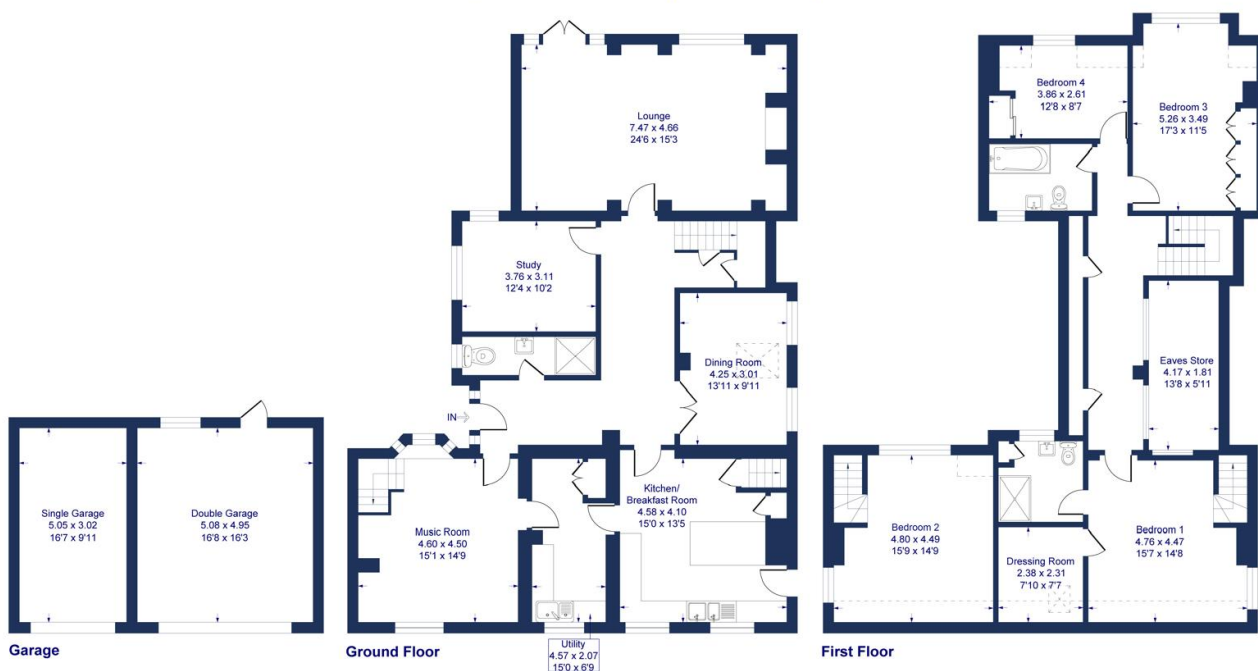 Single Garage
5.05 x 3.02
16'7 x 9'11
Double Garage
5.08 x 4.95
16'8 x 16'3
Garage
Lounge
7.47 x 4.66
24'6 x 15'3
Study
3.76 x 3.11
12'4 x 10'2
Dining Room
4.25 x 3.01
13'11 x 9'11
IN
Music Room
4.60 x 4.50
15'1 x 14'9
Kitchen/
Breakfast Room
4.58 x 4.10
15'0 x 13'5
Utility
4.57 x 2.07
15'0 x 6'9
Ground Floor
Bedroom 4
3.86 x 2.61
12'8 x 8'7
Bedroom 3
5.26 x 3.49
17'3 x 11'5
Eaves Store
4.17 x 1.81
13'8 x 5'11
Bedroom 2
4.80 x 4.49
15'9 x 14'9
Dressing Room
2.38 x 2.31
7'10 x 7'7
Bedroom 1
4.76 x 4.47
15'7 x 14'8
First Floor